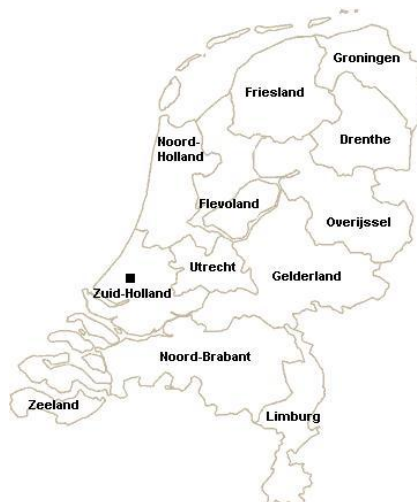 Groningen
Friesland
Drenthe
Noord-
Holland
Flevoland
Overijssel
Utrecht
Gelderland
Zuid-Holland
Noord-Brabant
Zeeland
Limburg